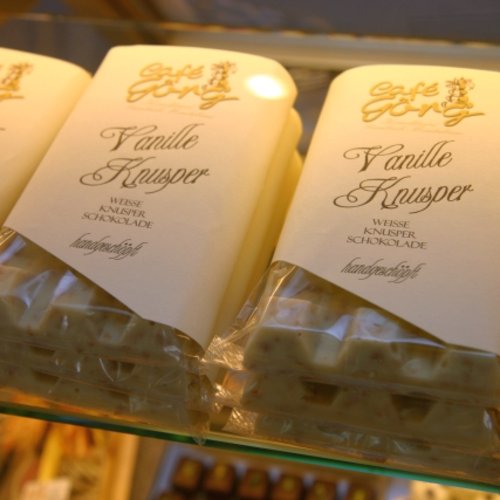 Café
Görg
Vanille
Knusper
WEISSE
KNUSPER
SCHOKOLADE
handgeschöpft
Café
Görg
Vanille
Knusper
WEISSE
KNUSPER
SCHOKOLADE
handgeschöpft